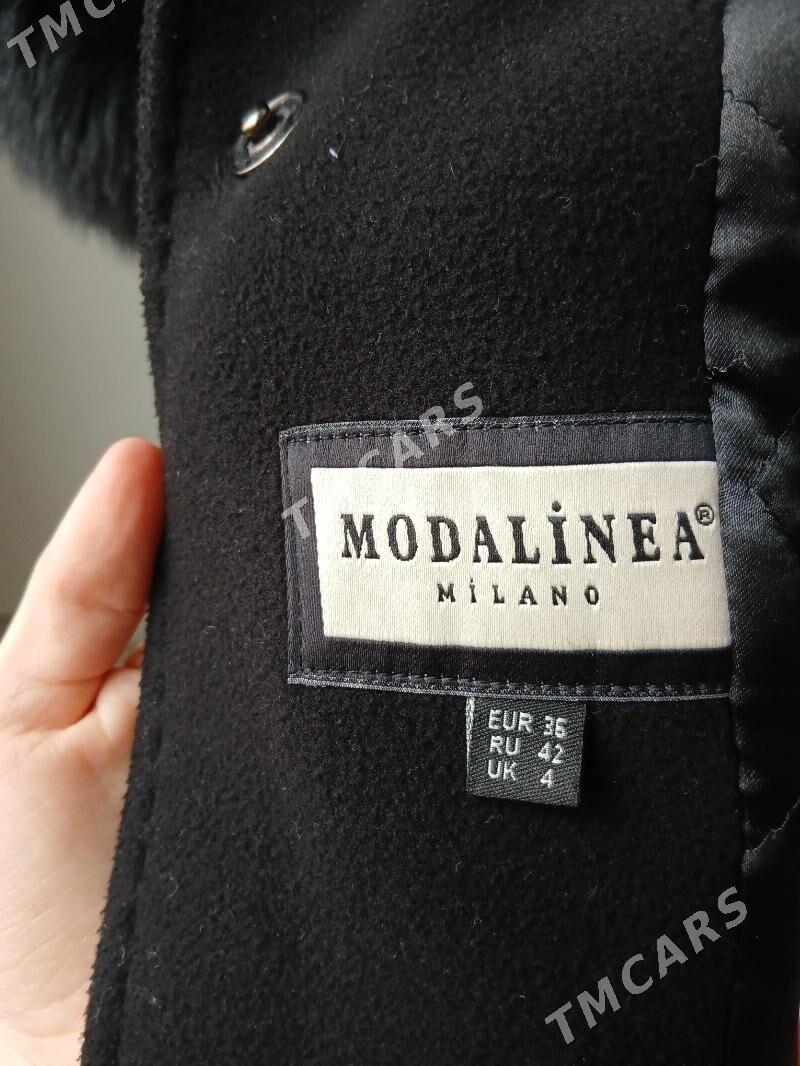 TMCARS
TMCARS
MODALİNEA®
MİLANO
EUR 36
RU 42
UK 4
TMCARS